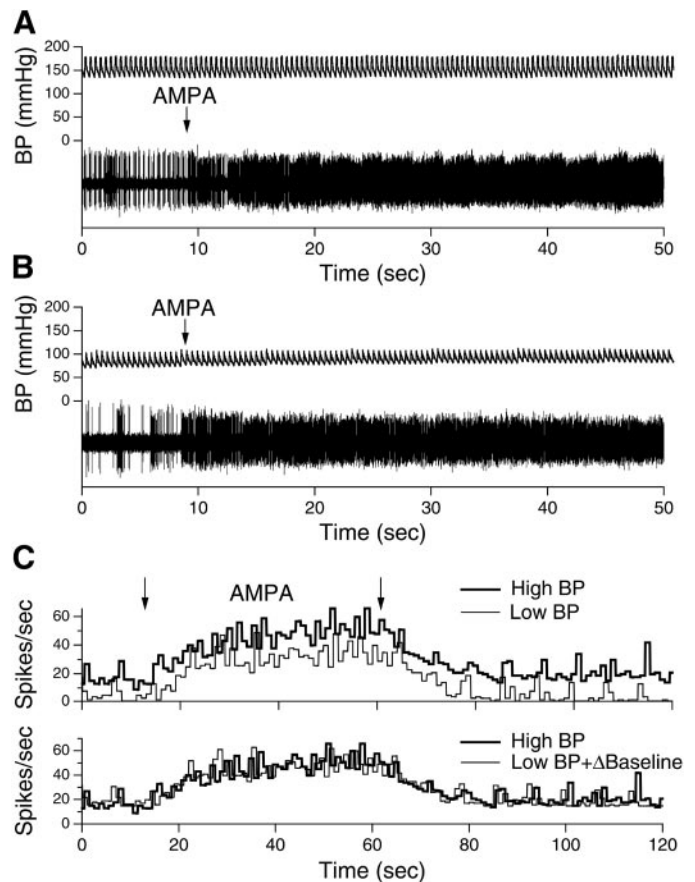 A
BP (mmHg)
200
150
100
50
0
AMPA
0 10 20 30 40 50
Time (sec)
B
BP (mmHg)
200
150
100
50
0
AMPA
0 10 20 30 40 50
Time (sec)
C
AMPA
High BP
Low BP
Spikes/sec
60
40
20
0
High BP
Low BP+ΔBaseline
Spikes/sec
60
40
20
0
0 20 40 60 80 100 120
Time (sec)